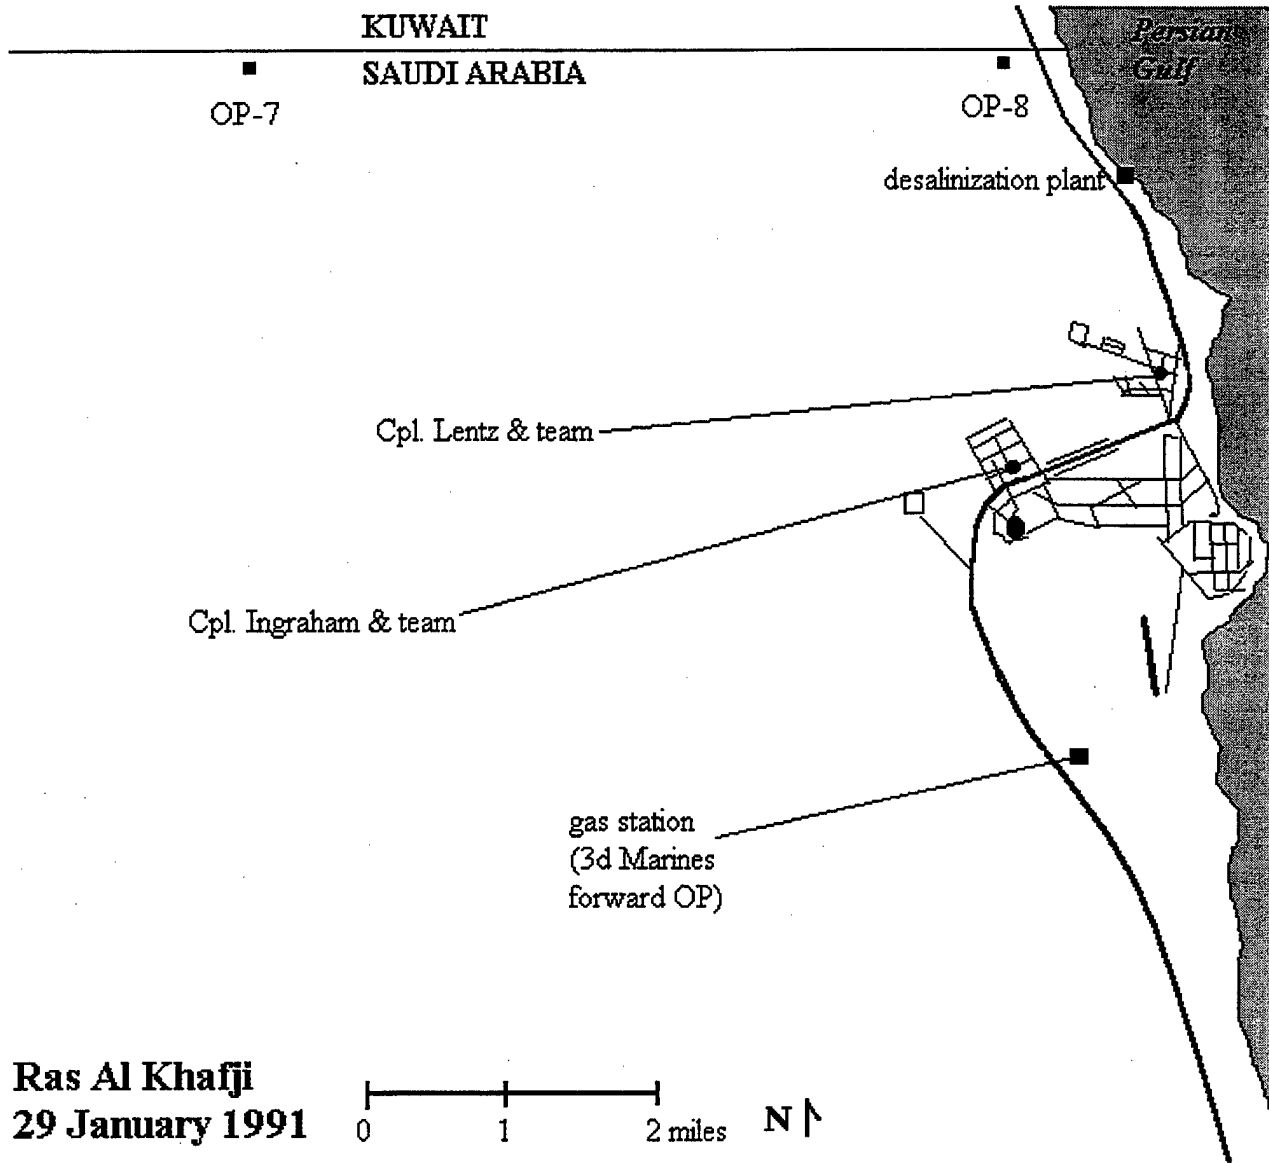 KUWAIT
Persian
SAUDI ARABIA
Gulf
OP-7
OP-8
desalinization plant
Cpl. Lentz & team
Cpl. Ingraham & team
gas station
(3d Marines
forward OP)
Ras Al Khafji
29 January 1991
0 1 2 miles
N